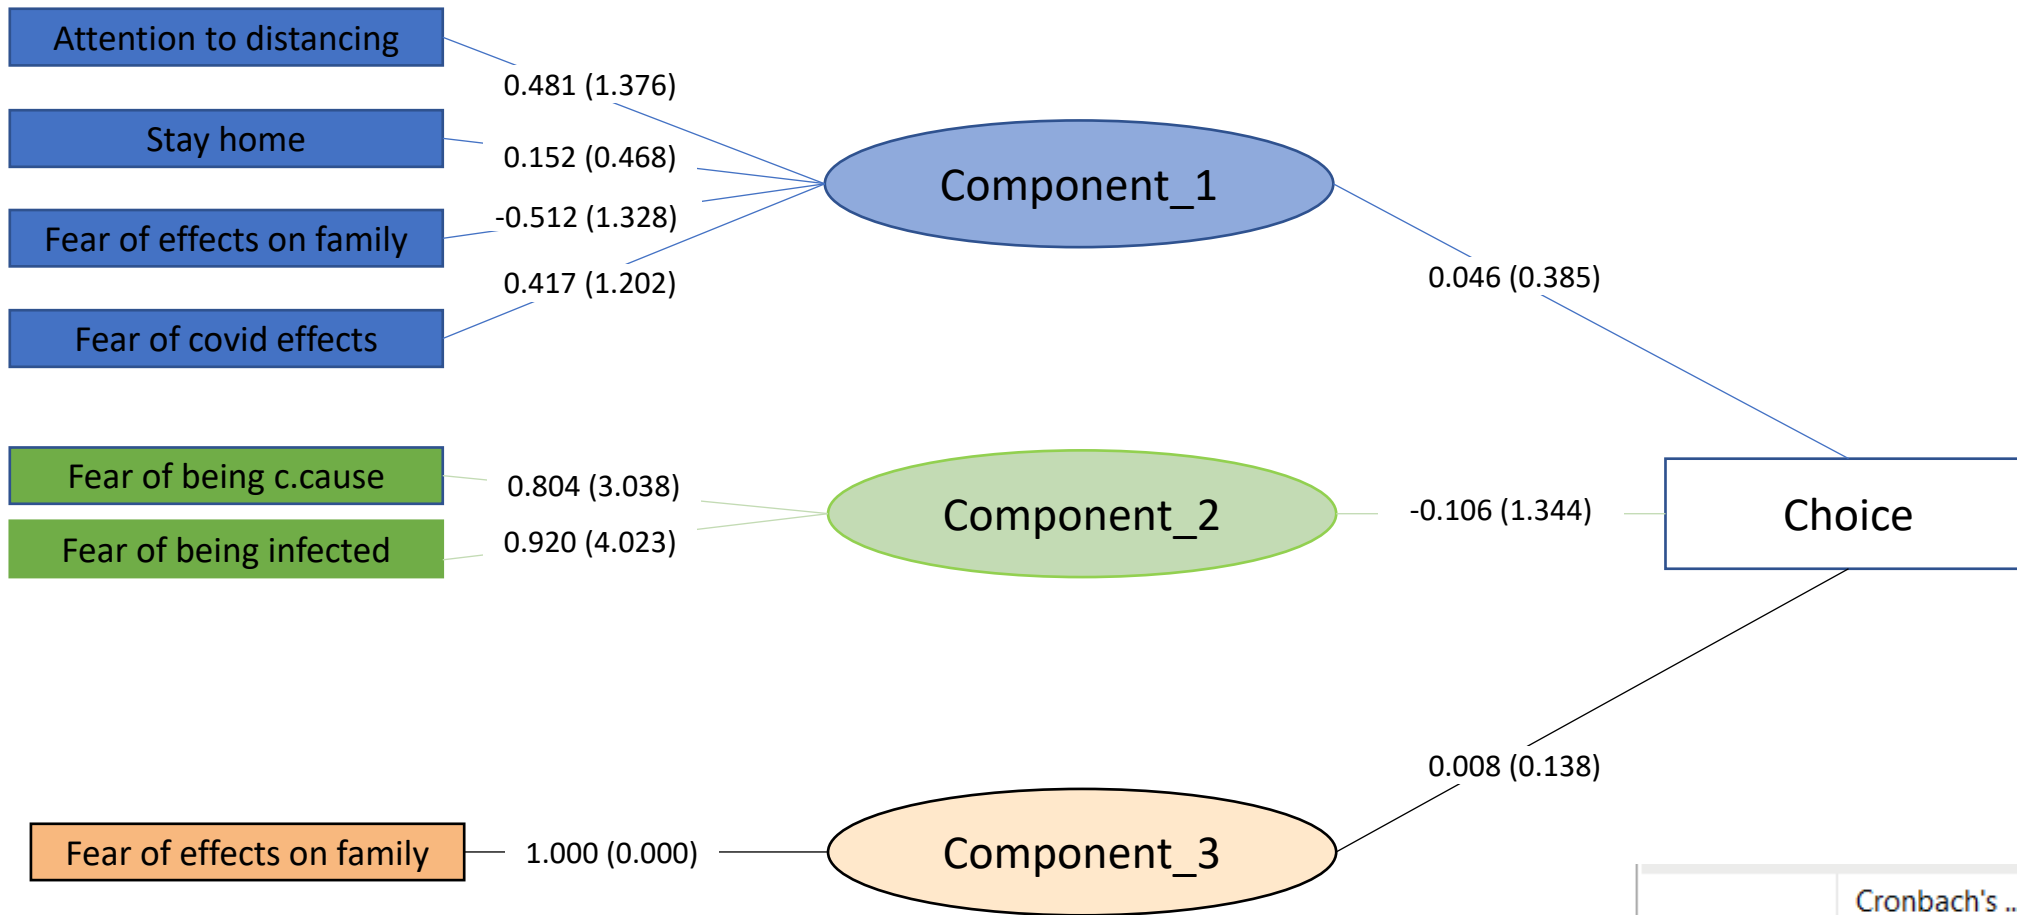 Attention to distancing
0.481 (1.376)
Stay home
0.152 (0.468)
Fear of effects on family
-0.512 (1.328)
Fear of covid effects
0.417 (1.202)
Component_1
0.046 (0.385)
Fear of being c.cause
0.804 (3.038)
Fear of being infected
0.920 (4.023)
Component_2
-0.106 (1.344)
Choice
Fear of effects on family
1.000 (0.000)
Component_3
0.008 (0.138)
Cronbach's ..